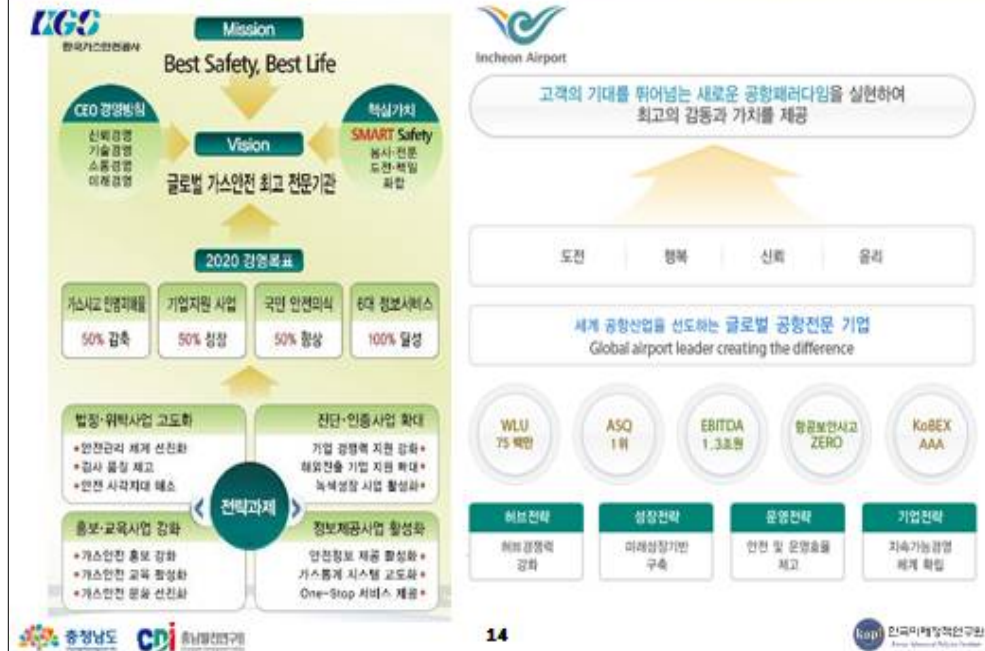 KGS
한국가스안전공사
Mission
Best Safety, Best Life
CEO 경영방침
신뢰경영
기술경영
소통경영
미래경영
핵심가치
SMART Safety
봉사·전문
도전·책임
화합
Vision
글로벌 가스안전 최고 전문기관
2020 경영목표
가스사고 인명피해율
50% 감축
기업지원 사업
50% 성장
국민 안전의식
50% 향상
6대 정보서비스
100% 달성
법정·위탁사업 고도화
•안전관리 체계 선진화
•검사 품질 제고
•안전 사각지대 해소
진단·인증사업 확대
기업 경쟁력 지원 강화•
해외진출 기업 지원 확대•
녹색성장 사업 활성화•
전략과제
홍보·교육사업 강화
•가스안전 홍보 강화
•가스안전 교육 활성화
•가스안전 문화 선진화
정보제공사업 활성화
안전정보 제공 활성화•
가스통계 시스템 고도화•
One-Stop 서비스 제공•
Incheon Airport
고객의 기대를 뛰어넘는 새로운 공항패러다임을 실현하여
최고의 감동과 가치를 제공
도전 행복 신뢰 윤리
세계 공항산업을 선도하는 글로벌 공항전문 기업
Global airport leader creating the difference
WLU
75 백만
ASQ
1위
EBITDA
1.3조원
항공보안사고
ZERO
KoBEX
AAA
허브전략
허브경쟁력
강화
성장전략
미래성장기반
구축
운영전략
안전 및 운영효율
제고
기업전략
지속가능경영
체계 확립
충청남도
CDI 충남발전연구원
14
kopi 한국미래정책연구원